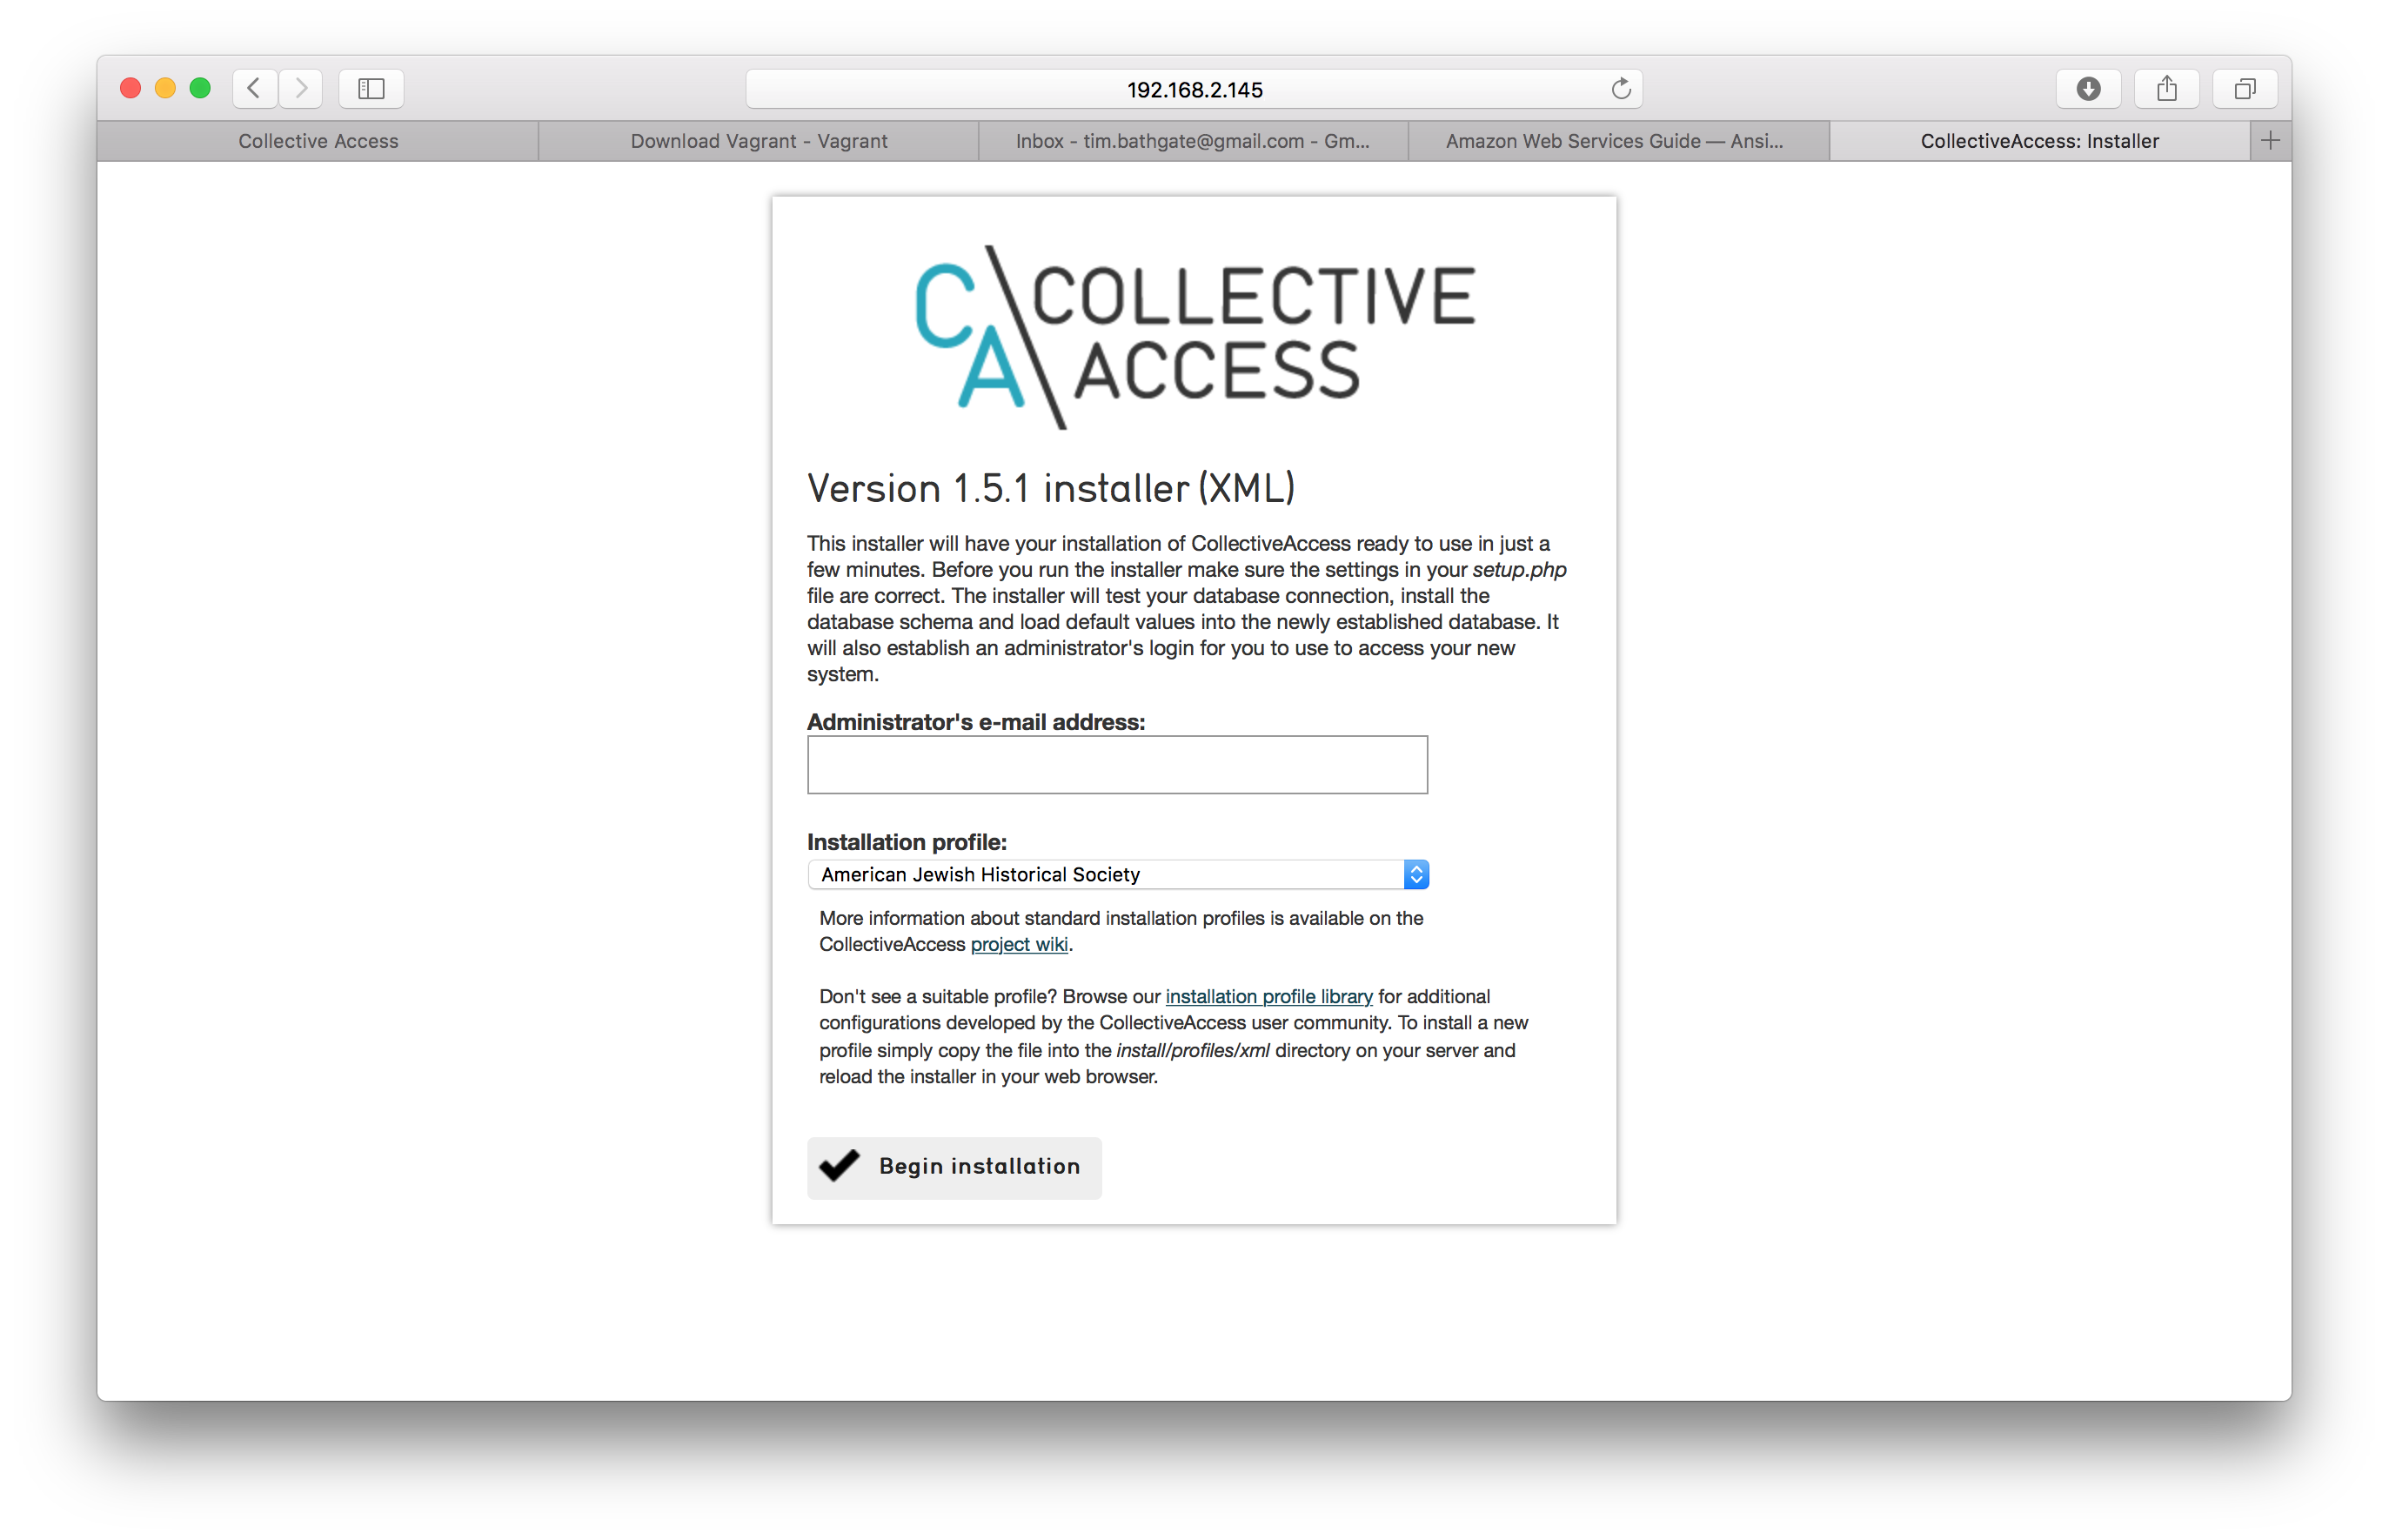 192.168.2.145
Collective Access
Download Vagrant - Vagrant
Inbox - tim.bathgate@gmail.com - Gm...
Amazon Web Services Guide — Ansi...
CollectiveAccess: Installer
CA\COLLECTIVE
ACCESS
Version 1.5.1 installer (XML)
This installer will have your installation of CollectiveAccess ready to use in just a
few minutes. Before you run the installer make sure the settings in your setup.php
file are correct. The installer will test your database connection, install the
database schema and load default values into the newly established database. It
will also establish an administrator's login for you to use to access your new
system.
Administrator's e-mail address:
Installation profile:
American Jewish Historical Society
More information about standard installation profiles is available on the
CollectiveAccess project wiki.
Don't see a suitable profile? Browse our installation profile library for additional
configurations developed by the CollectiveAccess user community. To install a new
profile simply copy the file into the install/profiles/xml directory on your server and
reload the installer in your web browser.
Begin installation